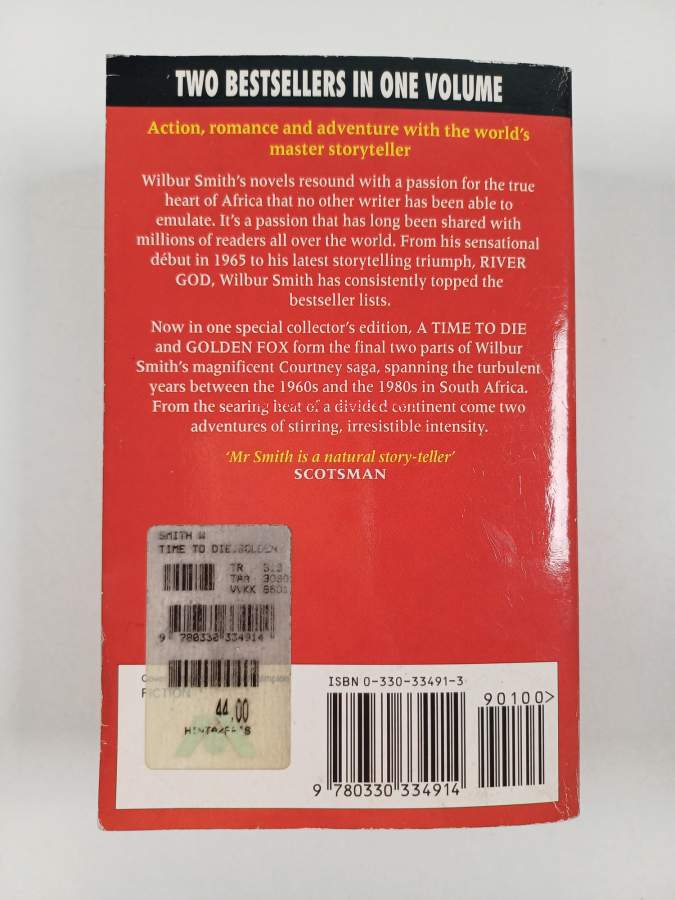 TWO BESTSELLERS IN ONE VOLUME
Action, romance and adventure with the world's
master storyteller
Wilbur Smith's novels resound with a passion for the true
heart of Africa that no other writer has been able to
emulate. It's a passion that has long been shared with
millions of readers all over the world. From his sensational
début in 1965 to his latest storytelling triumph, RIVER
GOD, Wilbur Smith has consistently topped the
bestseller lists.
Now in one special collector's edition, A TIME TO DIE
and GOLDEN FOX form the final two parts of Wilbur
Smith's magnificent Courtney saga, spanning the turbulent
years between the 1960s and the 1980s in South Africa.
From the searing heat of a divided continent come two
adventures of stirring, irresistible intensity.
'Mr Smith is a natural story-teller'
SCOTSMAN
SMITH W
TIME TO DIE.GOLDEN
TR
VVKK
9 780330 334914
FICTION
44,00
ISBN 0-330-33491-3
90100>
9 780330 334914